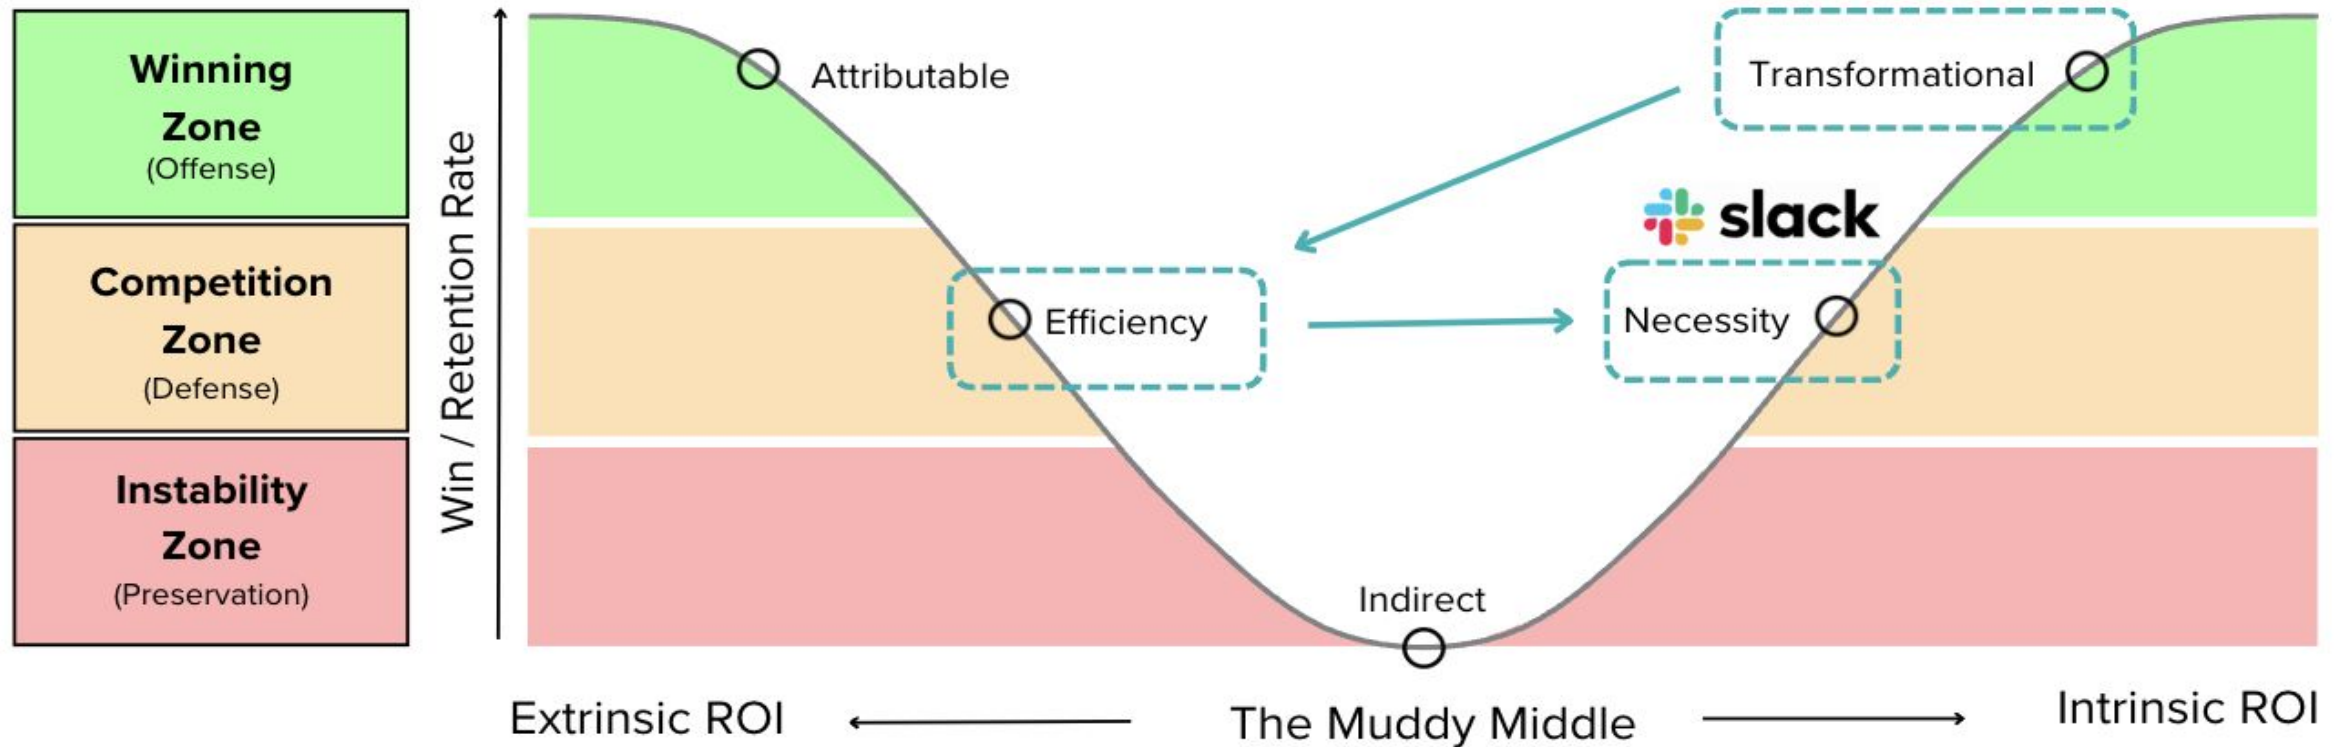 Winning
Zone
(Offense)
Competition
Zone
(Defense)
Instability
Zone
(Preservation)
Win / Retention Rate
Attributable
Transformational
slack
Efficiency
Necessity
Indirect
Extrinsic ROI
The Muddy Middle
Intrinsic ROI